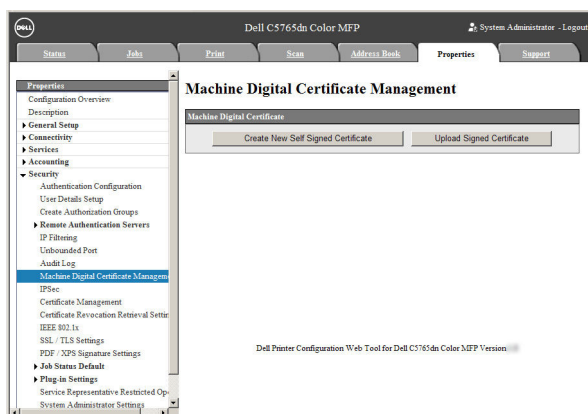 DELL
Dell C5765dn Color MFP
System Administrator - Logout
Status
Jobs
Print
Scan
Address Book
Properties
Support
Properties
Configuration Overview
Description
General Setup
Connectivity
Services
Accounting
Security
Authentication Configuration
User Details Setup
Create Authorization Groups
Remote Authentication Servers
IP Filtering
Unbounded Port
Audit Log
Machine Digital Certificate Managem
IPSec
Certificate Management
Certificate Revocation Retrieval Settin
IEEE 802.1x
SSL / TLS Settings
PDF / XPS Signature Settings
Job Status Default
Plug-in Settings
Service Representative Restricted Ope
System Administrator Settings
Machine Digital Certificate Management
Machine Digital Certificate
Create New Self Signed Certificate
Upload Signed Certificate
Dell Printer Configuration Web Tool for Dell C5765dn Color MFP Version